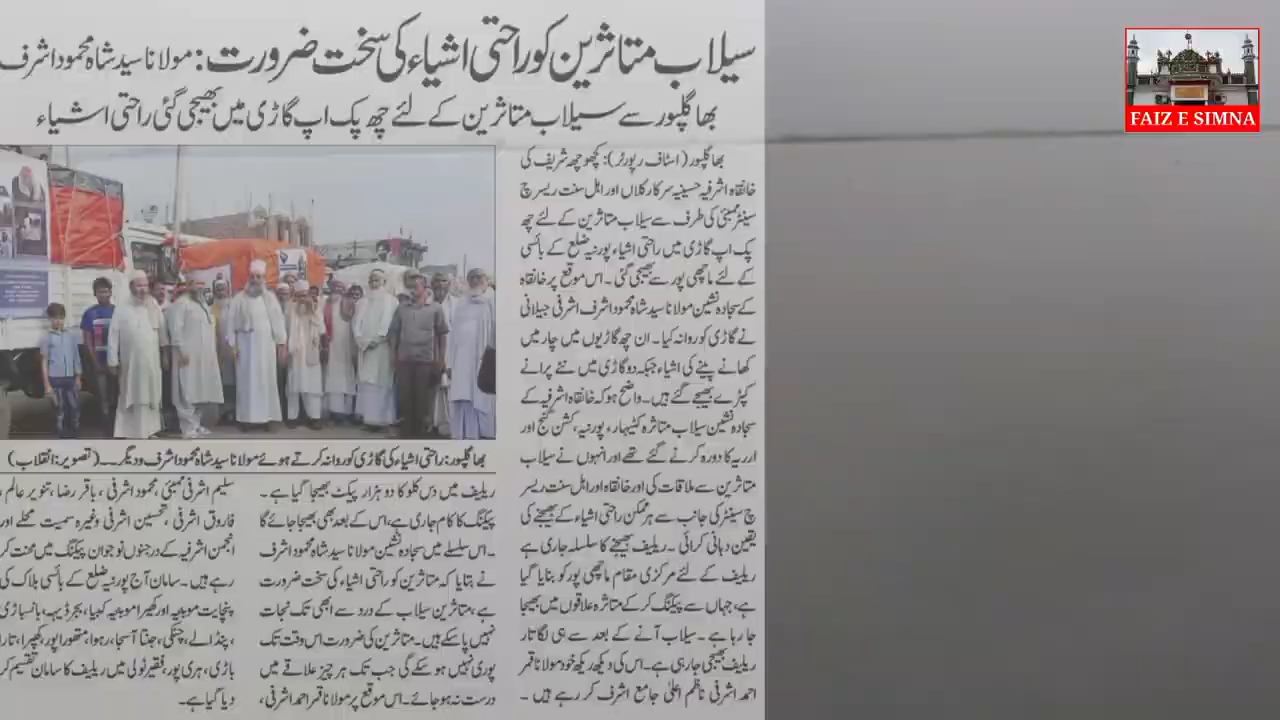 سیلاب متاثرین کو راحتی اشیاء کی سخت ضرورت: مولانا سید شاہ محمود اشرف
بھاگلپور سے سیلاب متاثرین کے لئے چھ پک اپ گاڑی میں بھیجی گئی راحتی اشیاء
بھاگلپور (اسٹاف رپورٹر): کچھوچھہ شریف کی
خانقاہ اشرفیہ حسینیہ سرکار کلاں اور اہل سنت ریسرچ
سینٹر ممبئی کی طرف سے سیلاب متاثرین کے لئے چھ
پک اپ گاڑی میں راحتی اشیاء پورنیہ ضلع کے بائسی
کے لئے ماچھی پور سے بھیجی گئی۔ اس موقع پر خانقاہ
کے سجادہ نشین مولانا سید شاہ محمود اشرف اشرفی جیلانی
نے گاڑی کو روانہ کیا۔ ان چھ گاڑیوں میں چار میں
کھانے پینے کی اشیاء جبکہ دو گاڑی میں نئے پرانے
کپڑے بھیجے گئے ہیں۔ واضح ہو کہ خانقاہ اشرفیہ کے
سجادہ نشین سیلاب متاثرہ کٹیہار، پورنیہ، کشن گنج اور
ارریہ کا دورہ کرنے گئے تھے اور انہوں نے سیلاب
متاثرین سے ملاقات کی اور خانقاہ اور اہل سنت ریسر
چ سینٹر کی جانب سے ہر ممکن راحتی اشیاء کے بھیجنے کی
یقین دہانی کرائی۔ ریلیف بھیجنے کا سلسلہ جاری ہے
ریلیف کے لئے مرکزی مقام ماچھی پور کو بنایا گیا
ہے، جہاں سے پیکنگ کر کے متاثرہ علاقوں میں بھیجا
جا رہا ہے۔ سیلاب آنے کے بعد سے ہی لگاتار
ریلیف بھیجی جا رہی ہے۔ اس کی دیکھ ریکھ خود مولانا قمر
احمد اشرفی ناظم اعلیٰ جامع اشرف کر رہے ہیں۔
بھاگلپور: راحتی اشیاء کی گاڑی کو روانہ کرتے ہوئے مولانا سید شاہ محمود اشرف و دیگر۔۔ (تصویر: انقلاب)
ریلیف میں دس کلو کا دو ہزار پیکٹ بھیجا گیا ہے۔
پیکنگ کا کام جاری ہے، اس کے بعد بھی بھیجا جائے گا
۔ اس سلسلے میں سجادہ نشین مولانا سید شاہ محمود اشرف
نے بتایا کہ متاثرین کو راحتی اشیاء کی سخت ضرورت
ہے، متاثرین سیلاب کے درد سے ابھی تک نجات
نہیں پا سکے ہیں۔ متاثرین کی ضرورت اس وقت تک
پوری نہیں ہو سکے گی جب تک ہر چیز علاقے میں
درست نہ ہو جائے۔ اس موقع پر مولانا قمر احمد اشرفی،
سلیم اشرفی ممبئی، محمود اشرفی، باقر رضا، تنویر عالم،
فاروق اشرفی، تحسین اشرفی وغیرہ سمیت محلے اور
انجمن اشرفیہ کے درجنوں نوجوان پیکنگ میں محنت کر
رہے ہیں۔ سامان آج پورنیہ ضلع کے بائسی بلاک کی
پنچایت موبدیہ اور کھپرا موبدیہ بجرڈیہہ، بانسباڑی
، چنکی، جنتا آسجا، رہوا، متھوراپور، کھپرا، تارا
باڑی، ہری پور، فقیر ٹولی میں ریلیف کا سامان تقسیم کر
دیا گیا ہے۔
FAIZ E SIMNA